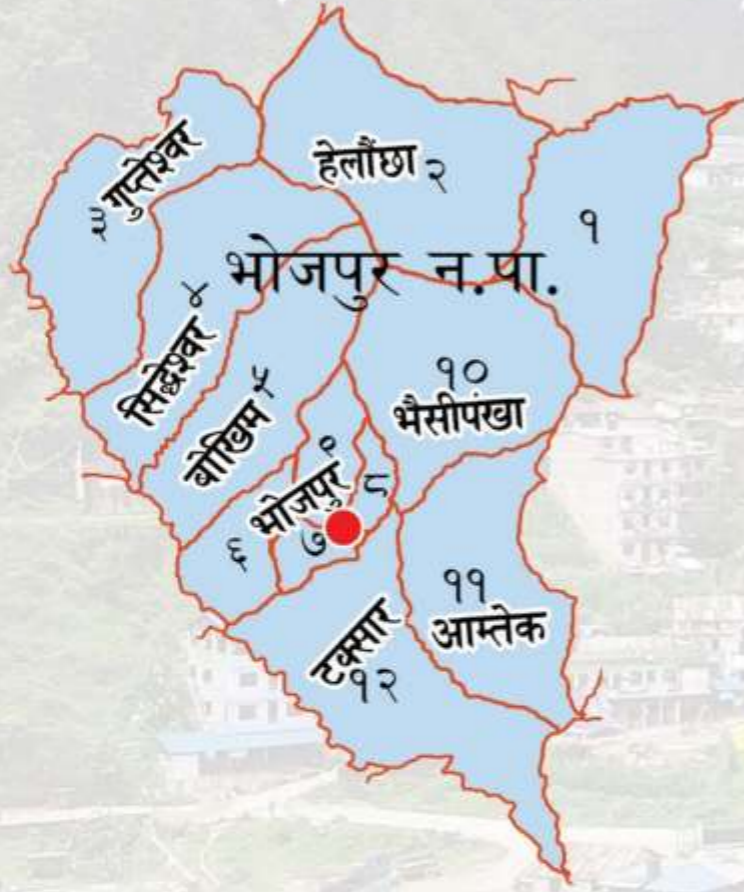 हेलौंछा २
१
गुप्तेश्वर
३
भोजपुर न.पा.
४
सिद्धेश्वर
५
बोखिम
१०
भैसीपंखा
९
८
भोजपुर
७
६
११
आम्तेक
टक्सार
१२